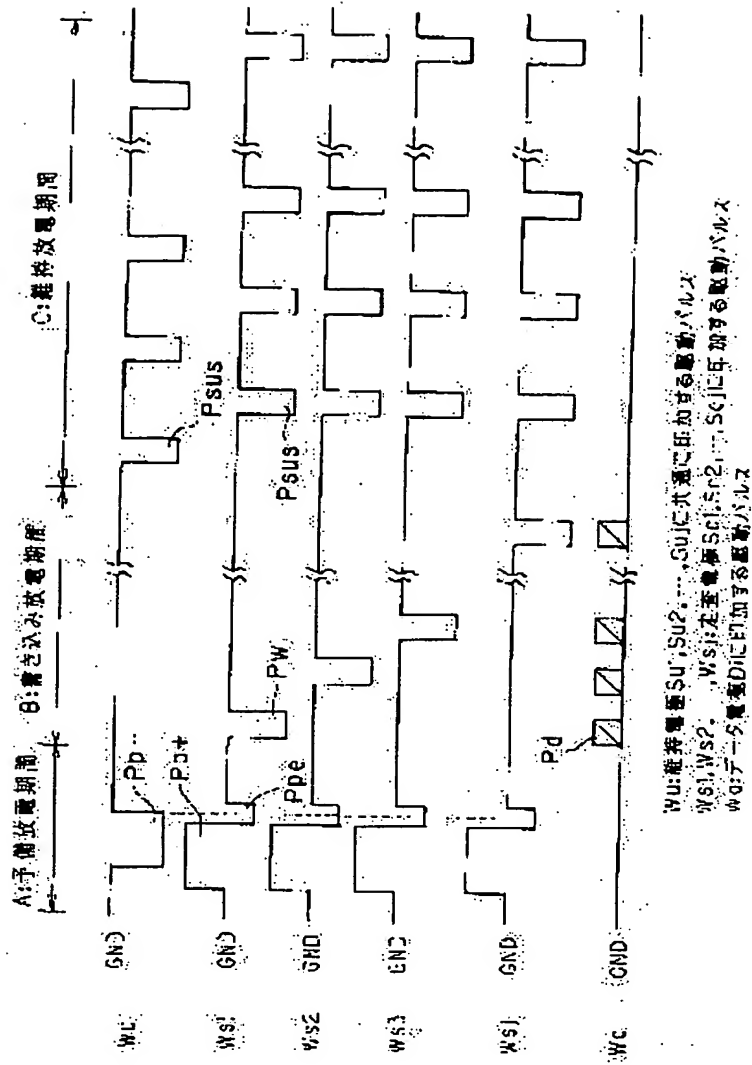 A:予備放電期間
B:書き込み放電期間
C:維持放電期間
Wu GND
Pp-
Pp+
Psus
Ws1 GND
Ppe
PW
Psus
Ws2 GND
Ws3 GND
Wsj GND
Pd
GND
Wu:維持電極Su1,Su2,…,Sujに共通に印加する駆動パルス
Ws1,Ws2, ,Wsj:走査電極Sc1,Sc2,…,Scjに印加する駆動パルス
Wd:データ電極Diに印加する駆動パルス